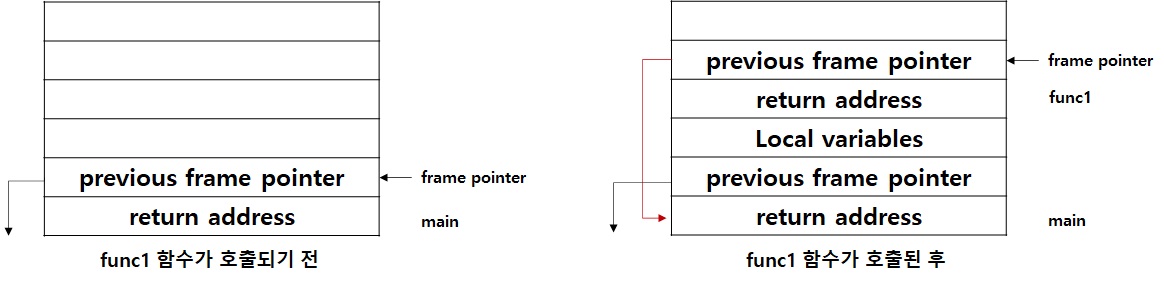 previous frame pointer
frame pointer
return address
main
func1 함수가 호출되기 전
previous frame pointer
frame pointer
return address
func1
Local variables
previous frame pointer
return address
main
func1 함수가 호출된 후